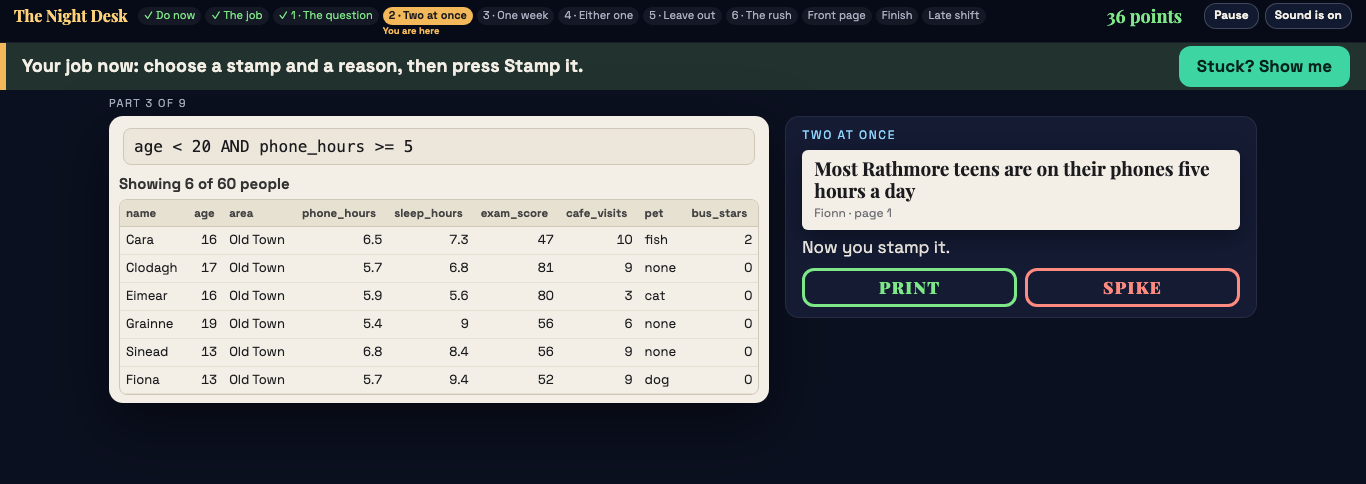 The Night Desk
✓ Do now
✓ The job
✓ 1 · The question
2 · Two at once
3 · One week
4 · Either one
5 · Leave out
6 · The rush
Front page
Finish
Late shift
You are here
36 points
Pause
Sound is on
Your job now: choose a stamp and a reason, then press Stamp it.
Stuck? Show me
PART 3 OF 9
age < 20 AND phone_hours >= 5
Showing 6 of 60 people
name age area phone_hours sleep_hours exam_score cafe_visits pet bus_stars
Cara 16 Old Town 6.5 7.3 47 10 fish 2
Clodagh 17 Old Town 5.7 6.8 81 9 none 0
Eimear 16 Old Town 5.9 5.6 80 3 cat 0
Grainne 19 Old Town 5.4 9 56 6 none 0
Sinead 13 Old Town 6.8 8.4 56 9 none 0
Fiona 13 Old Town 5.7 9.4 52 9 dog 0
TWO AT ONCE
Most Rathmore teens are on their phones five
hours a day
Fionn · page 1
Now you stamp it.
PRINT
SPIKE